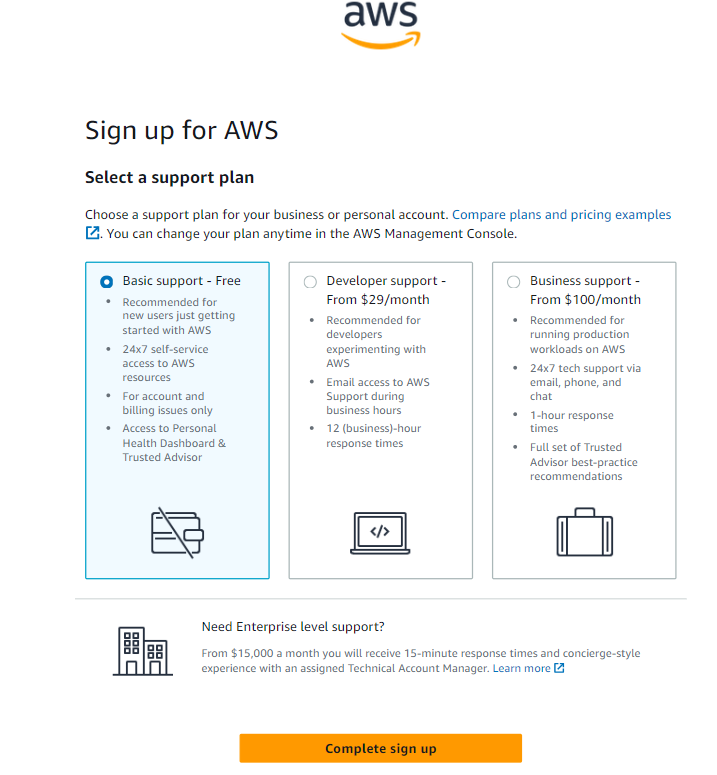 aws
Sign up for AWS
Select a support plan
Choose a support plan for your business or personal account. Compare plans and pricing examples
. You can change your plan anytime in the AWS Management Console.
Basic support - Free
• Recommended for
new users just getting
started with AWS
• 24x7 self-service
access to AWS
resources
• For account and
billing issues only
• Access to Personal
Health Dashboard &
Trusted Advisor
Developer support -
From $29/month
• Recommended for
developers
experimenting with
AWS
• Email access to AWS
Support during
business hours
• 12 (business)-hour
response times
</>
Business support -
From $100/month
• Recommended for
running production
workloads on AWS
• 24x7 tech support via
email, phone, and
chat
• 1-hour response
times
• Full set of Trusted
Advisor best-practice
recommendations
Need Enterprise level support?
From $15,000 a month you will receive 15-minute response times and concierge-style
experience with an assigned Technical Account Manager. Learn more
Complete sign up